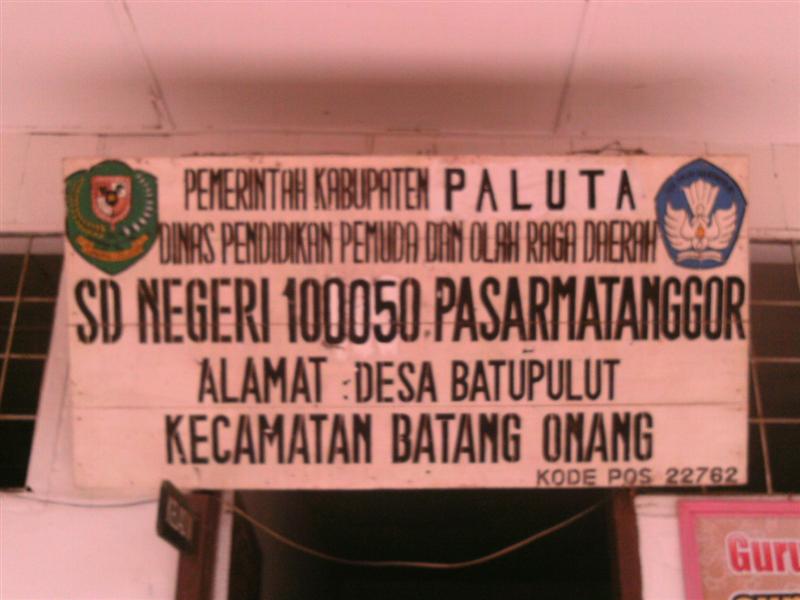 PEMERINTAH KABUPATEN PALUTA
DINAS PENDIDIKAN PEMUDA DAN OLAH RAGA DAERAH
SD NEGERI 100050 PASARMATANGGOR
ALAMAT : DESA BATUPULUT
KECAMATAN BATANG ONANG
KODE POS 22762
Guru